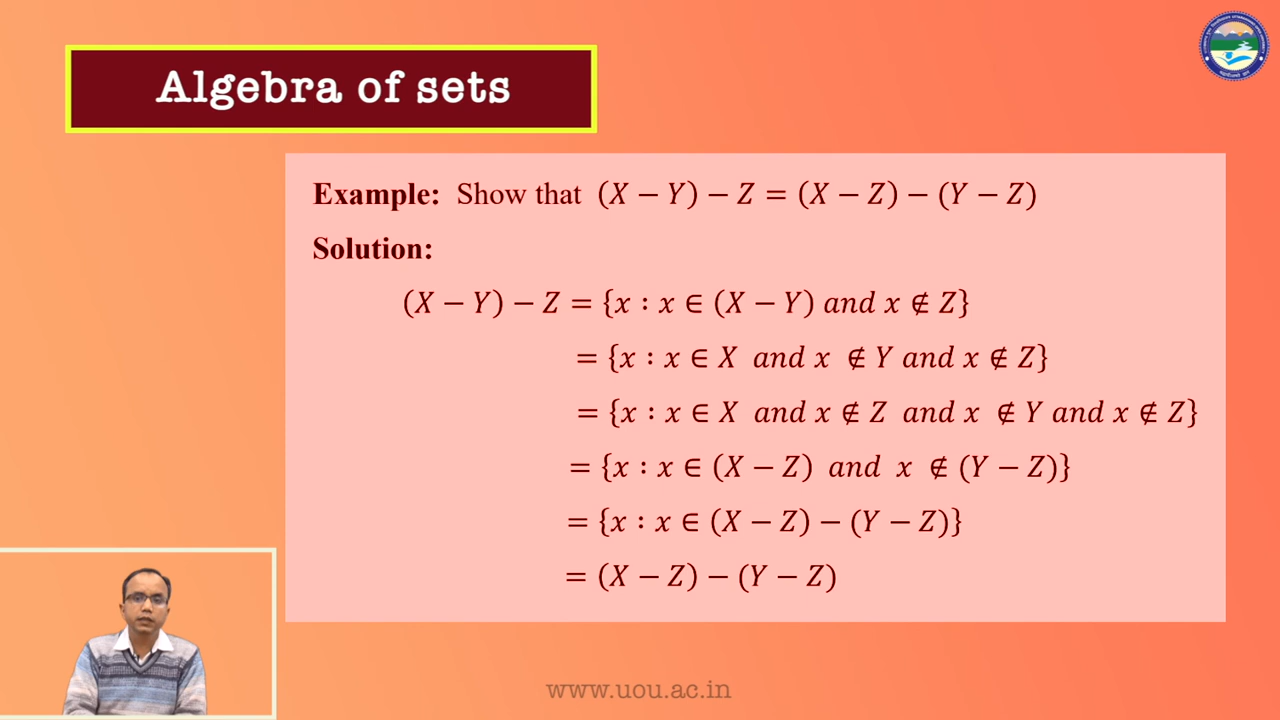 Algebra of sets
Example: Show that (X − Y) − Z = (X − Z) − (Y − Z)
Solution:
(X − Y) − Z = {x : x ∈ (X − Y) and x ∉ Z}
= {x : x ∈ X and x ∉ Y and x ∉ Z}
= {x : x ∈ X and x ∉ Z and x ∉ Y and x ∉ Z}
= {x : x ∈ (X − Z) and x ∉ (Y − Z)}
= {x : x ∈ (X − Z) − (Y − Z)}
= (X − Z) − (Y − Z)
www.uou.ac.in